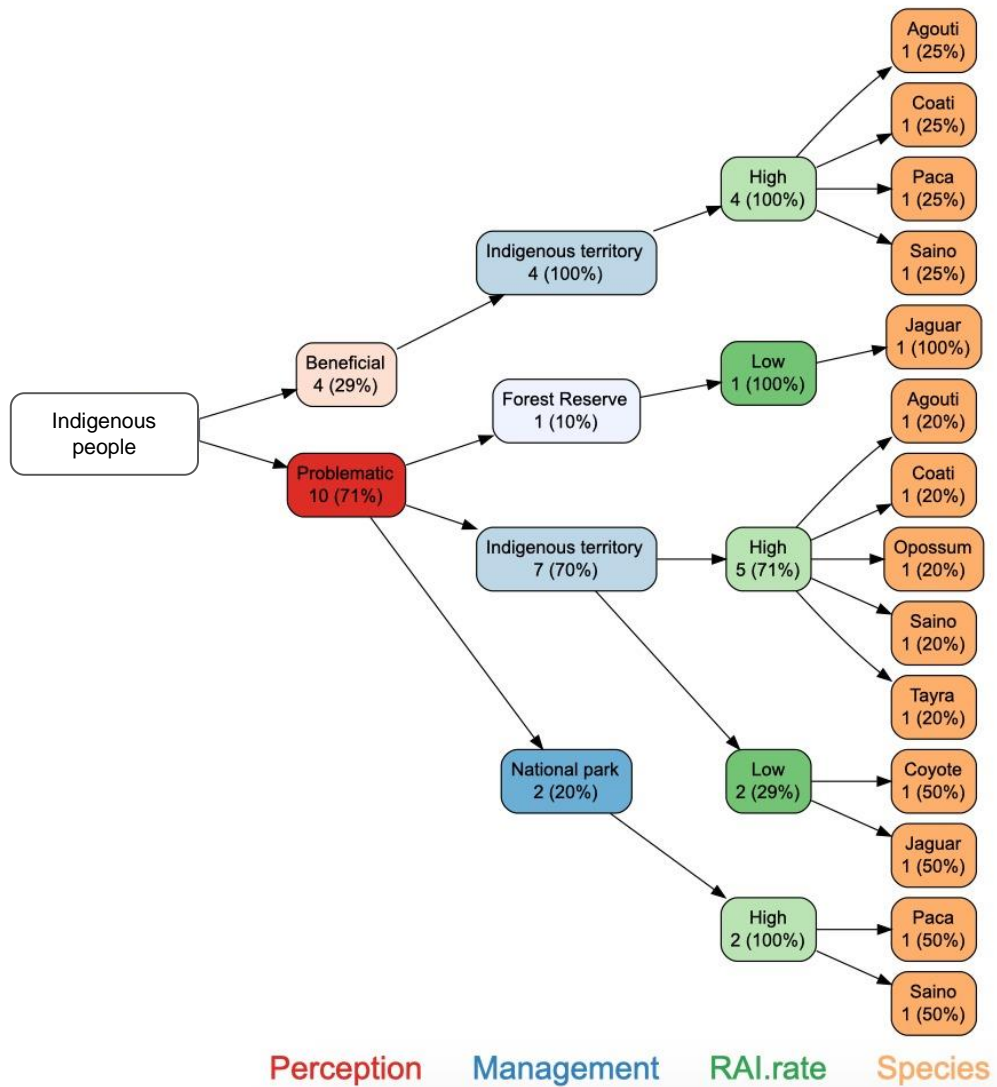 Indigenous
people
Beneficial
4 (29%)
Problematic
10 (71%)
Indigenous territory
4 (100%)
Forest Reserve
1 (10%)
Indigenous territory
7 (70%)
National park
2 (20%)
High
4 (100%)
Low
1 (100%)
High
5 (71%)
Low
2 (29%)
High
2 (100%)
Agouti
1 (25%)
Coati
1 (25%)
Paca
1 (25%)
Saino
1 (25%)
Jaguar
1 (100%)
Agouti
1 (20%)
Coati
1 (20%)
Opossum
1 (20%)
Saino
1 (20%)
Tayra
1 (20%)
Coyote
1 (50%)
Jaguar
1 (50%)
Paca
1 (50%)
Saino
1 (50%)
Perception Management RAI.rate Species